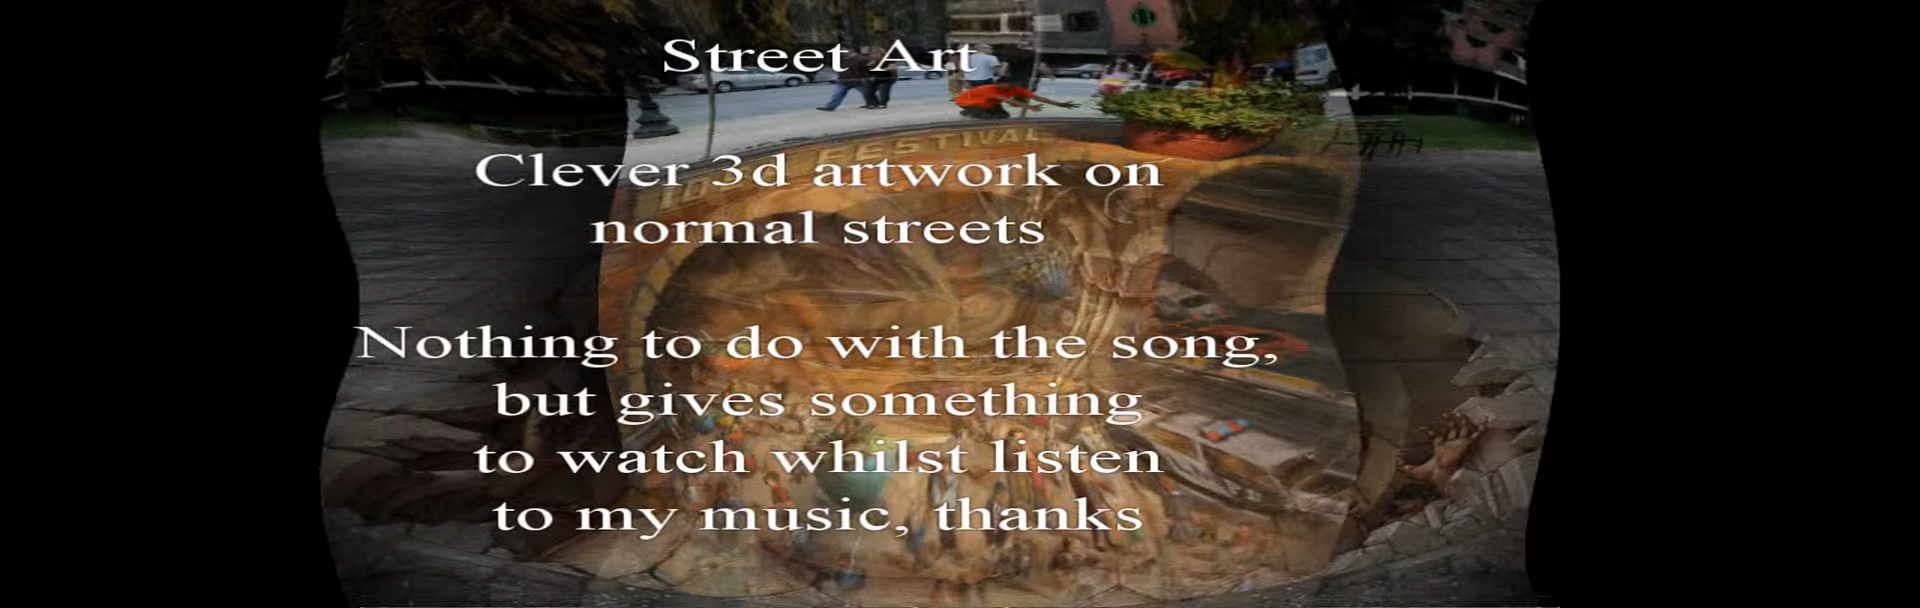 Street Art
FESTIVAL
Clever 3d artwork on
normal streets
Nothing to do with the song,
but gives something
to watch whilst listen
to my music, thanks